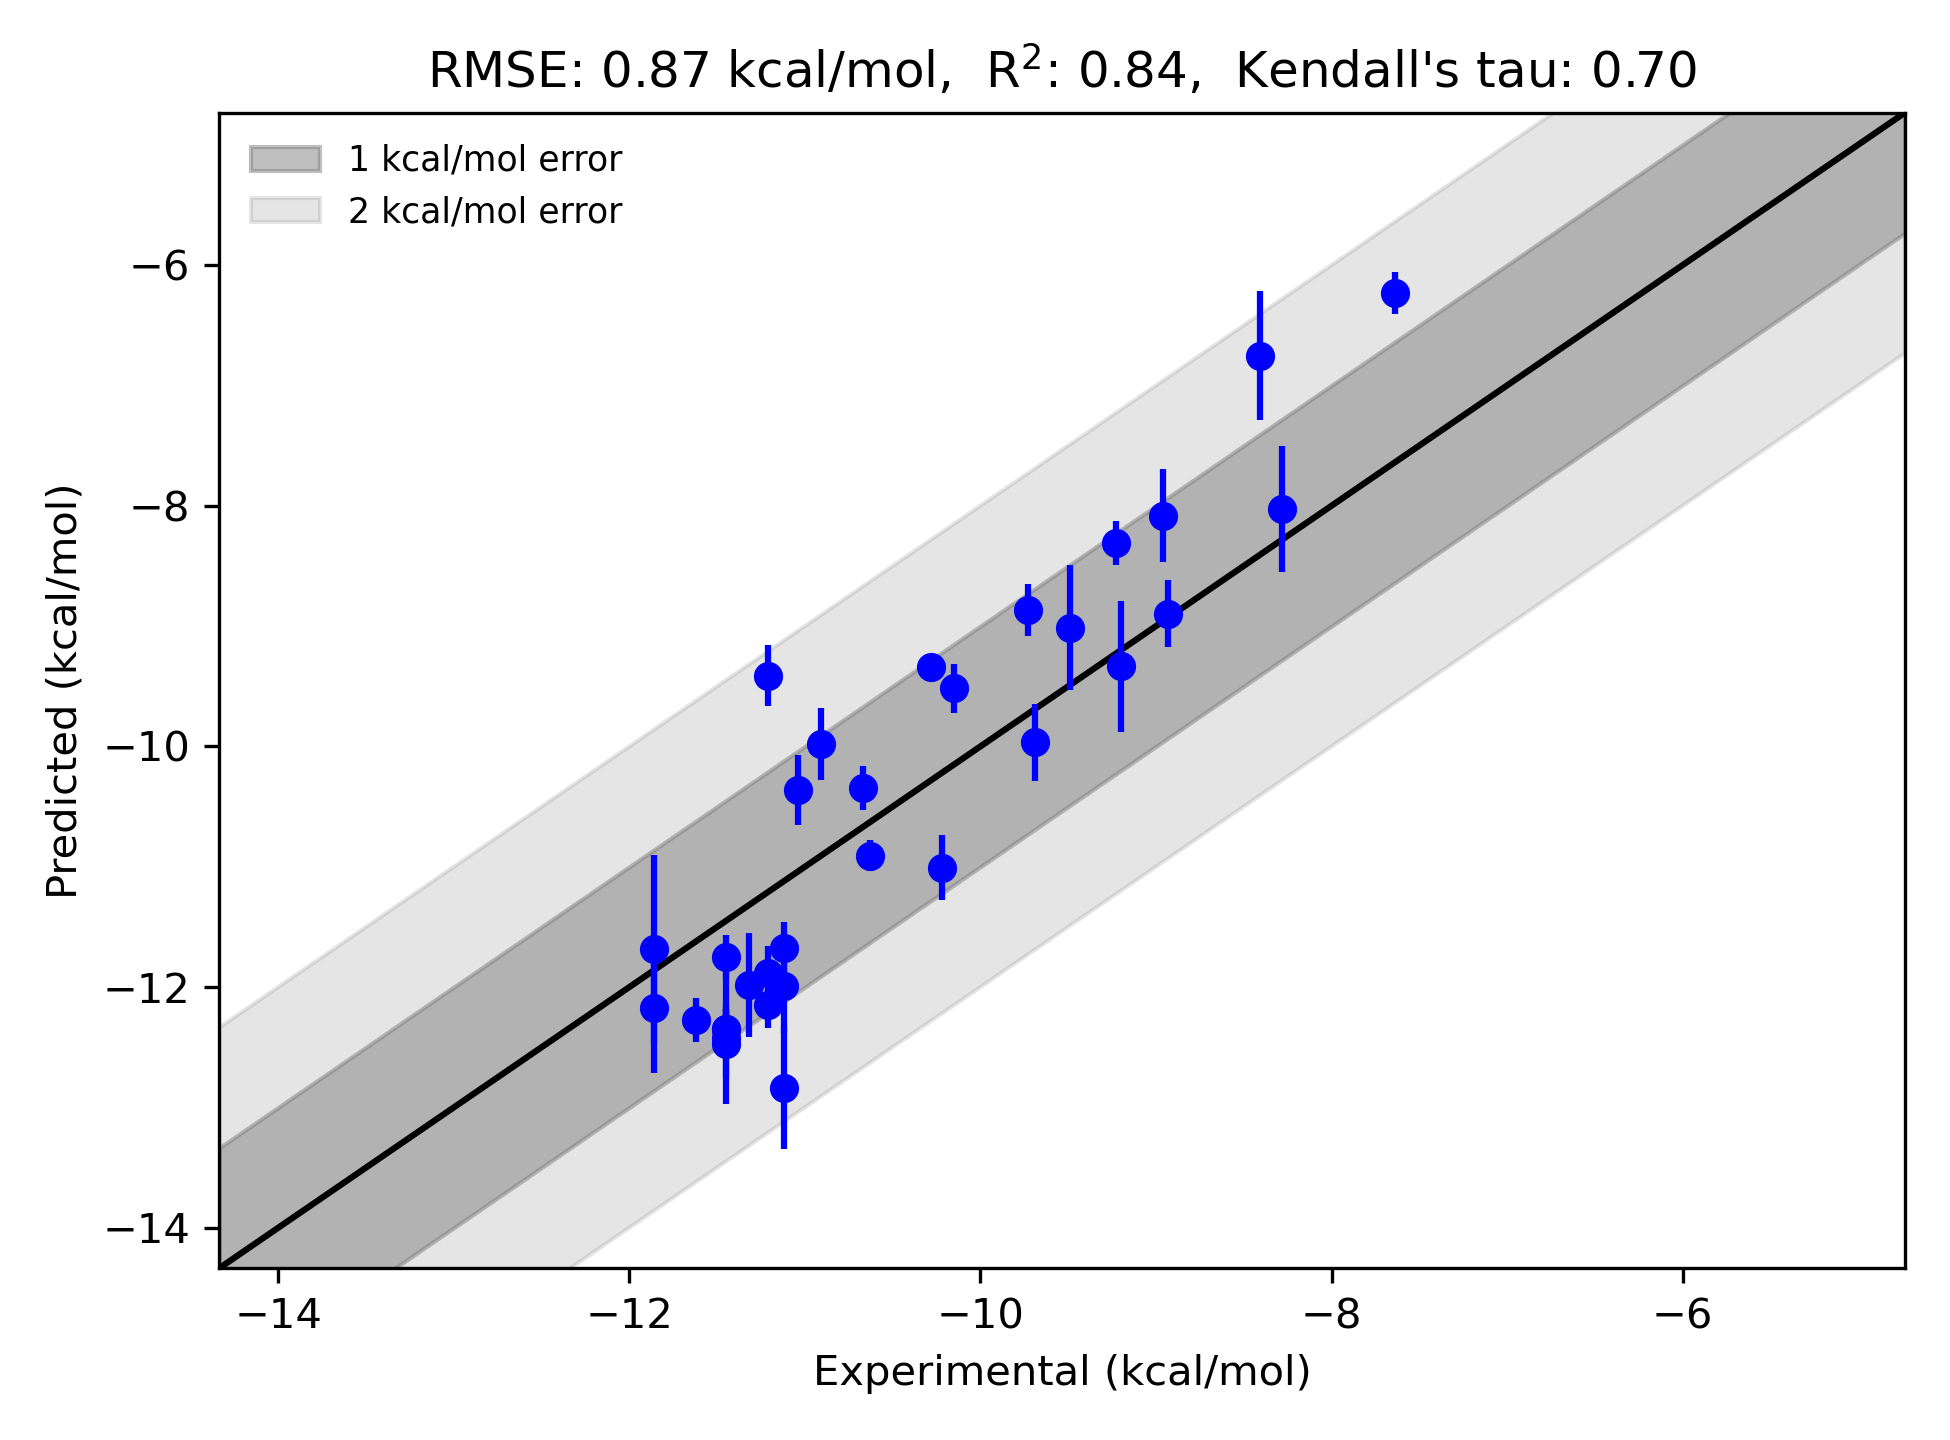 RMSE: 0.87 kcal/mol,  R²: 0.84,  Kendall's tau: 0.70
1 kcal/mol error
2 kcal/mol error
−6
−8
−10
−12
−14
Predicted (kcal/mol)
−14 −12 −10 −8 −6
Experimental (kcal/mol)